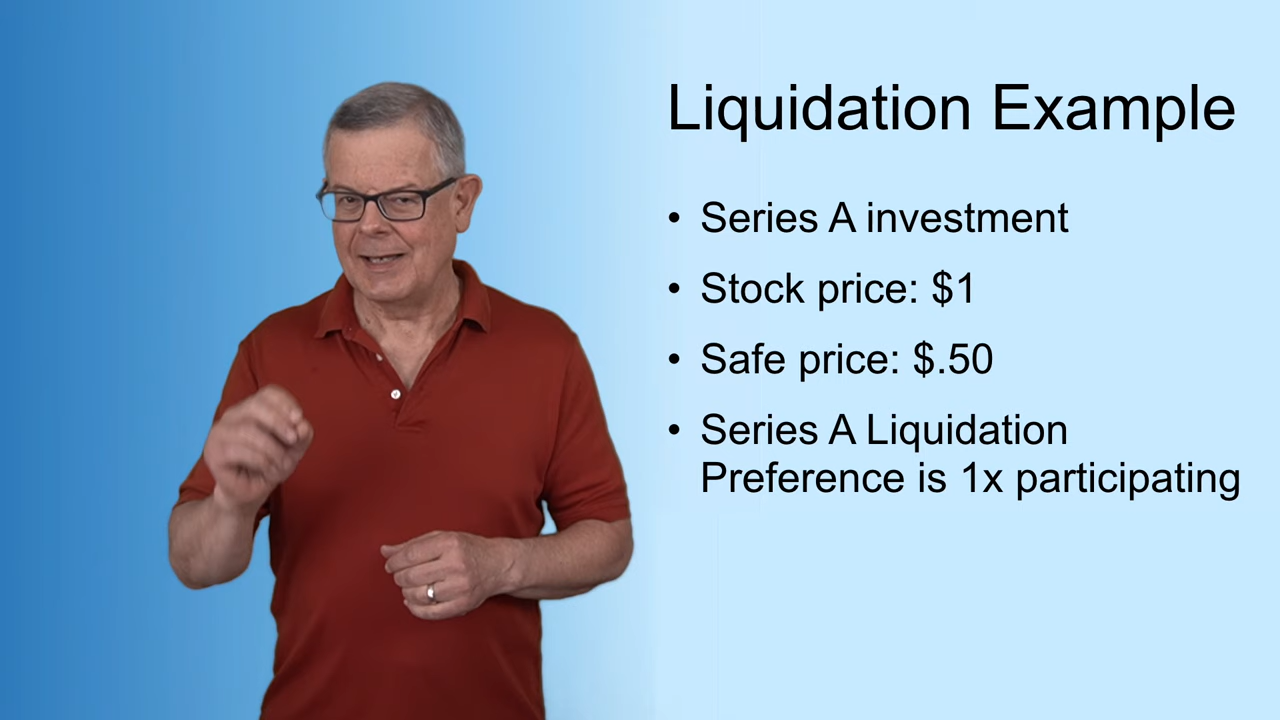 Liquidation Example
• Series A investment
• Stock price: $1
• Safe price: $.50
• Series A Liquidation
Preference is 1x participating